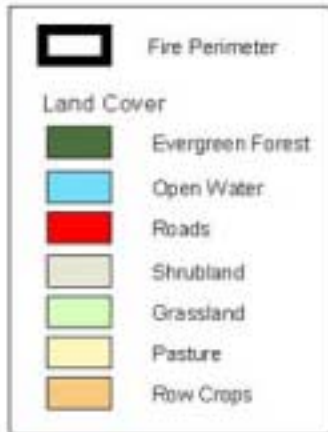 Fire Perimeter
Land Cover
Evergreen Forest
Open Water
Roads
Shrubland
Grassland
Pasture
Row Crops